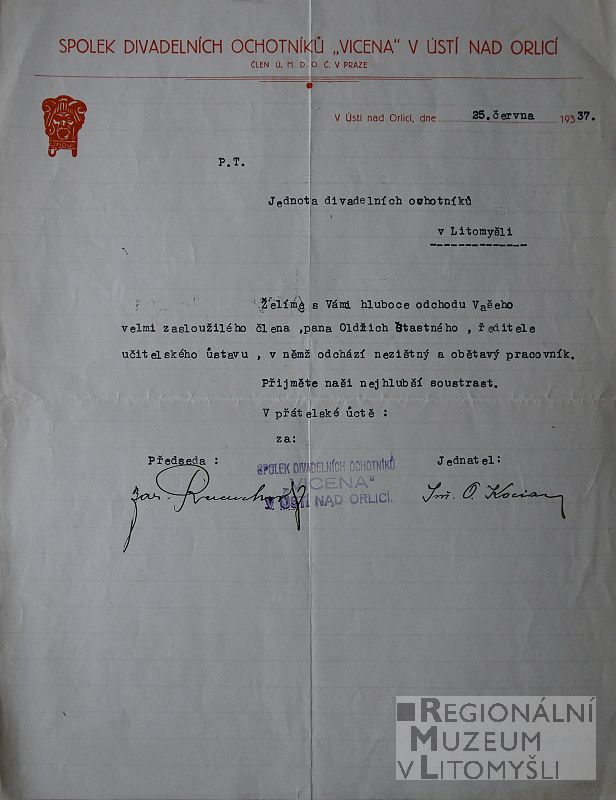 SPOLEK DIVADELNÍCH OCHOTNÍKŮ „VICENA“ V ÚSTÍ NAD ORLICÍ
ČLEN Ú. M. D. O. Č. V PRAZE
V Ústí nad Orlicí, dne 25. června 1937.
P.T.
Jednota divadelních ochotníků
v Litomyšli
Želíme s Vámi hluboce odchodu Vašeho
velmi zasloužilého člena ,pana Oldřich Šťastného , ředitele
učitelského ústavu , v němž odchází nezištný a obětavý pracovník.
Přijměte naši nejhlubší soustrast.
V přátelské úctě :
za:
Předseda :
Jednatel:
SPOLEK DIVADELNÍCH OCHOTNÍKŮ
„VICENA“
V ÚSTÍ NAD ORLICÍ.
Jar.
O. Kocian
REGIONÁLNÍ
MUZEUM
V LITOMYŠLI